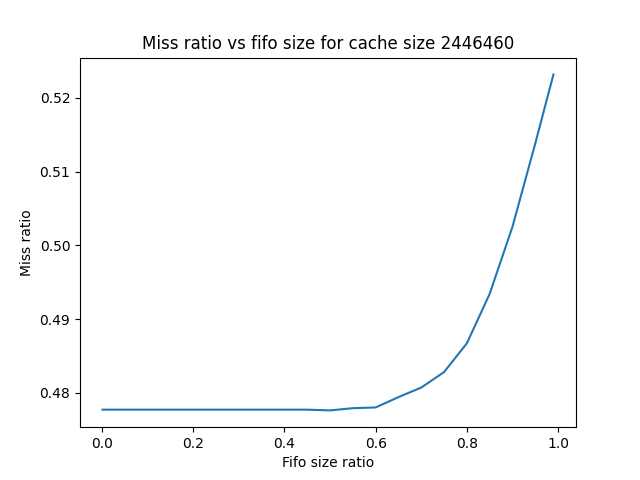 Miss ratio vs fifo size for cache size 2446460
Miss ratio
0.52
0.51
0.50
0.49
0.48
0.0 0.2 0.4 0.6 0.8 1.0
Fifo size ratio